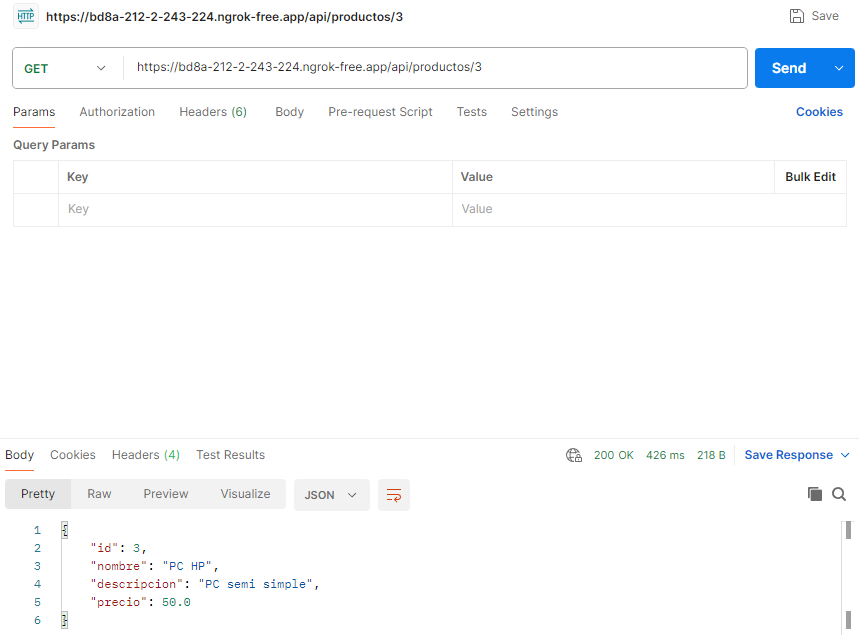 HTTP https://bd8a-212-2-243-224.ngrok-free.app/api/productos/3 Save
GET https://bd8a-212-2-243-224.ngrok-free.app/api/productos/3 Send
Params Authorization Headers (6) Body Pre-request Script Tests Settings Cookies
Query Params
Key Value Bulk Edit
Key Value
Body Cookies Headers (4) Test Results 200 OK 426 ms 218 B Save Response
Pretty Raw Preview Visualize JSON
1 {
2 "id": 3,
3 "nombre": "PC HP",
4 "descripcion": "PC semi simple",
5 "precio": 50.0
6 }